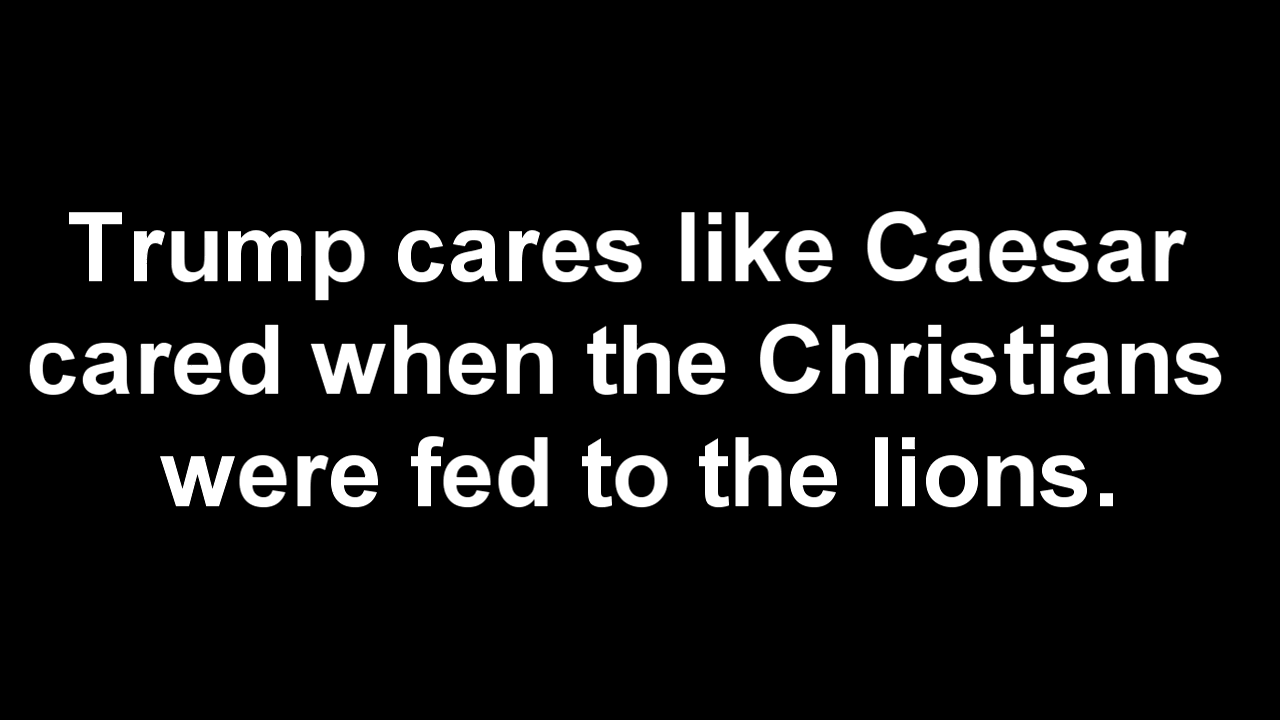 Trump cares like Caesar
cared when the Christians
were fed to the lions.